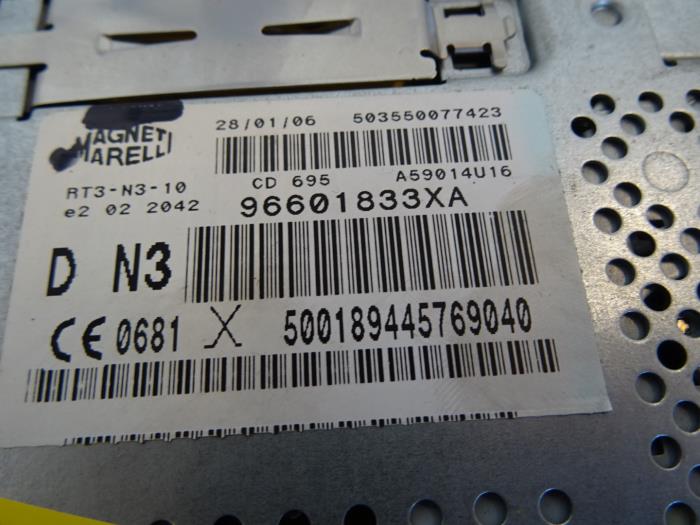 28/01/06 503550077423
MAGNETI
MARELLI
CD 695 A59014U16
RT3-N3-10
e2 02 2042
96601833XA
D N3
CE 0681 X 500189445769040